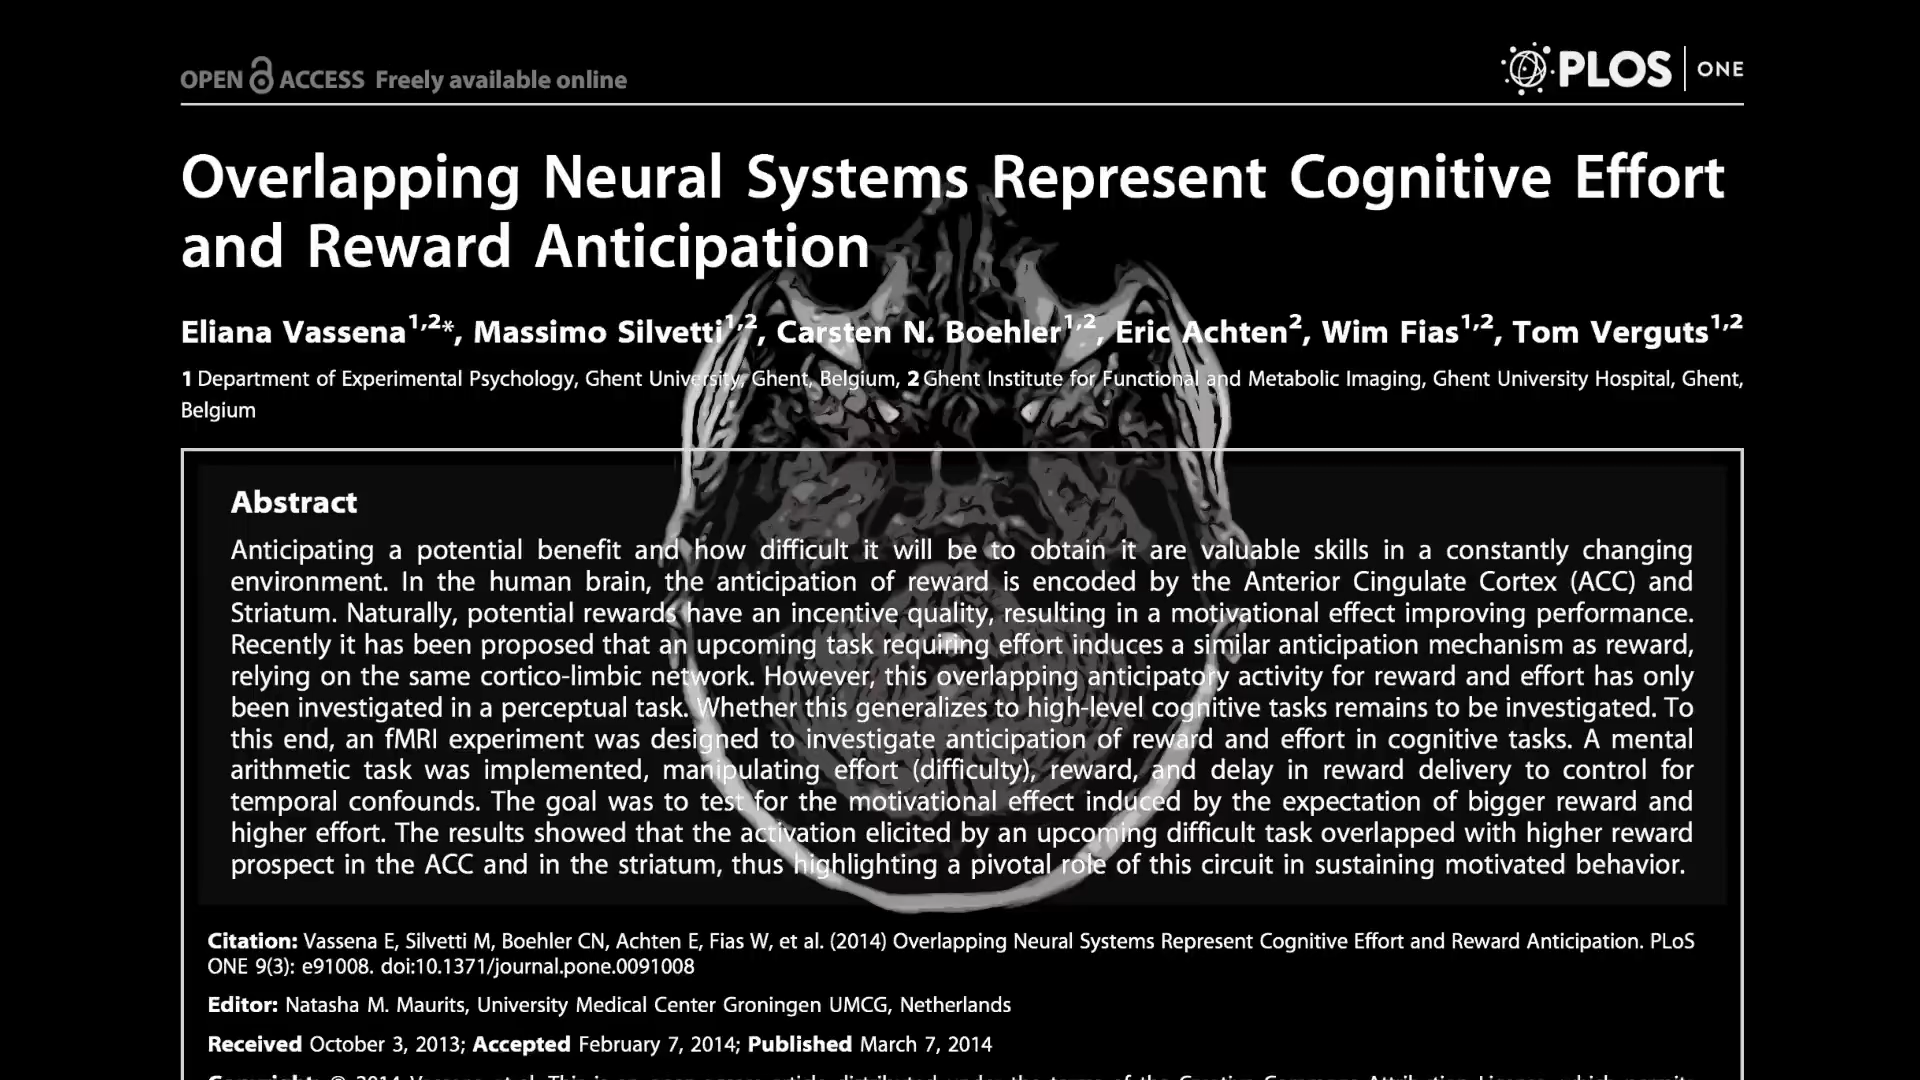 OPEN ACCESS Freely available online
PLOS ONE
Overlapping Neural Systems Represent Cognitive Effort
and Reward Anticipation
Eliana Vassena1,2*, Massimo Silvetti1,2, Carsten N. Boehler1,2, Eric Achten2, Wim Fias1,2, Tom Verguts1,2
1 Department of Experimental Psychology, Ghent University, Ghent, Belgium, 2 Ghent Institute for Functional and Metabolic Imaging, Ghent University Hospital, Ghent,
Belgium
Abstract
Anticipating a potential benefit and how difficult it will be to obtain it are valuable skills in a constantly changing
environment. In the human brain, the anticipation of reward is encoded by the Anterior Cingulate Cortex (ACC) and
Striatum. Naturally, potential rewards have an incentive quality, resulting in a motivational effect improving performance.
Recently it has been proposed that an upcoming task requiring effort induces a similar anticipation mechanism as reward,
relying on the same cortico-limbic network. However, this overlapping anticipatory activity for reward and effort has only
been investigated in a perceptual task. Whether this generalizes to high-level cognitive tasks remains to be investigated. To
this end, an fMRI experiment was designed to investigate anticipation of reward and effort in cognitive tasks. A mental
arithmetic task was implemented, manipulating effort (difficulty), reward, and delay in reward delivery to control for
temporal confounds. The goal was to test for the motivational effect induced by the expectation of bigger reward and
higher effort. The results showed that the activation elicited by an upcoming difficult task overlapped with higher reward
prospect in the ACC and in the striatum, thus highlighting a pivotal role of this circuit in sustaining motivated behavior.
Citation: Vassena E, Silvetti M, Boehler CN, Achten E, Fias W, et al. (2014) Overlapping Neural Systems Represent Cognitive Effort and Reward Anticipation. PLoS
ONE 9(3): e91008. doi:10.1371/journal.pone.0091008
Editor: Natasha M. Maurits, University Medical Center Groningen UMCG, Netherlands
Received October 3, 2013; Accepted February 7, 2014; Published March 7, 2014